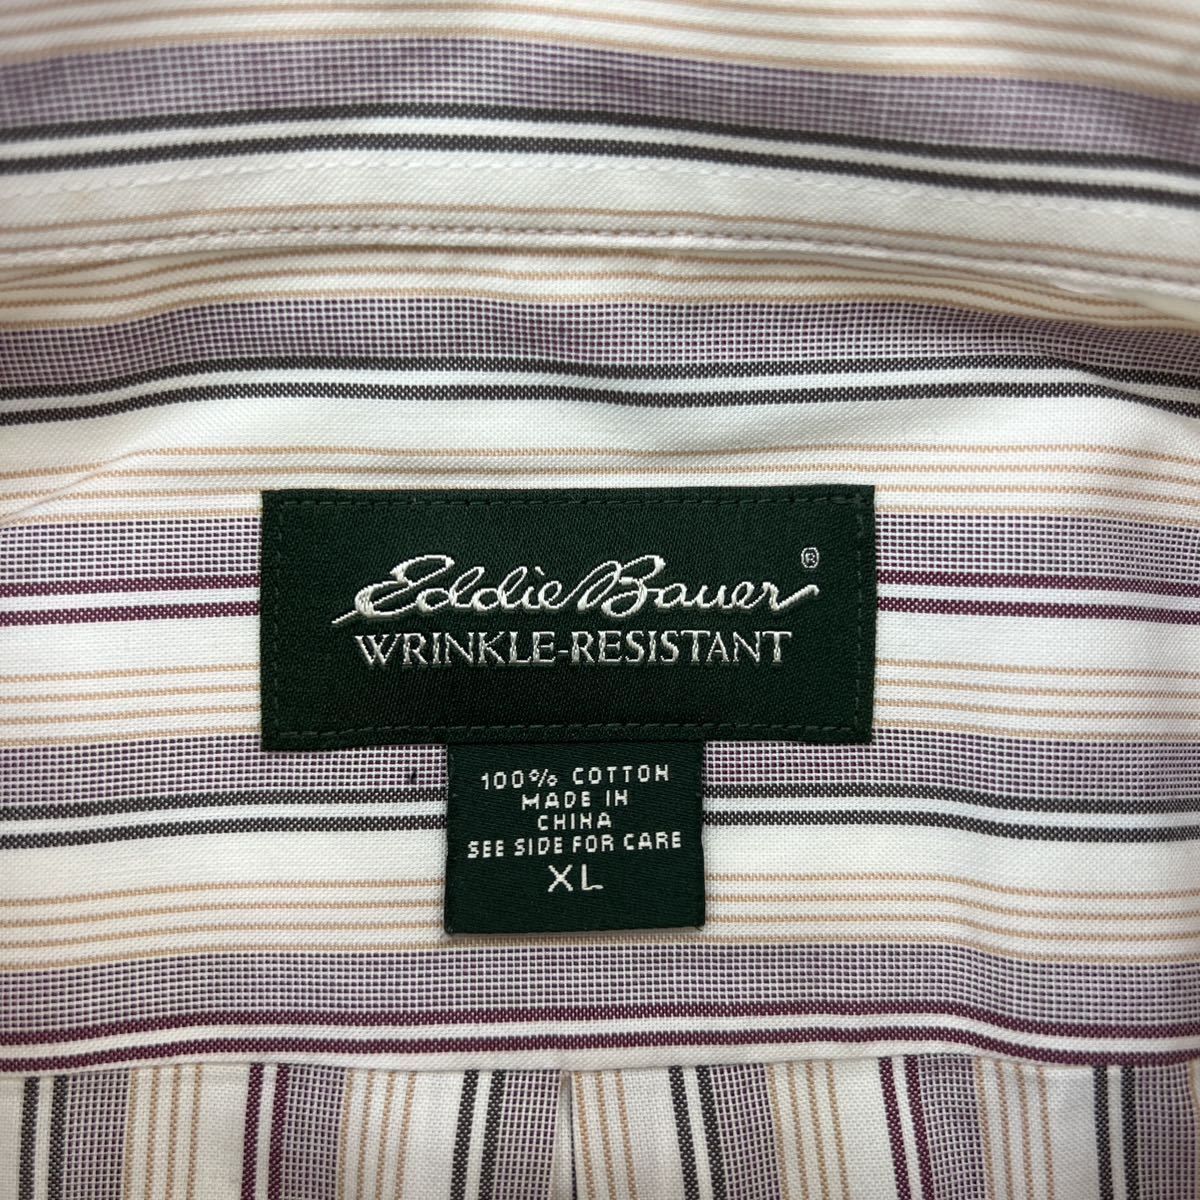 Eddie Bauer®
WRINKLE-RESISTANT
100% COTTON
MADE IN
CHINA
SEE SIDE FOR CARE
XL